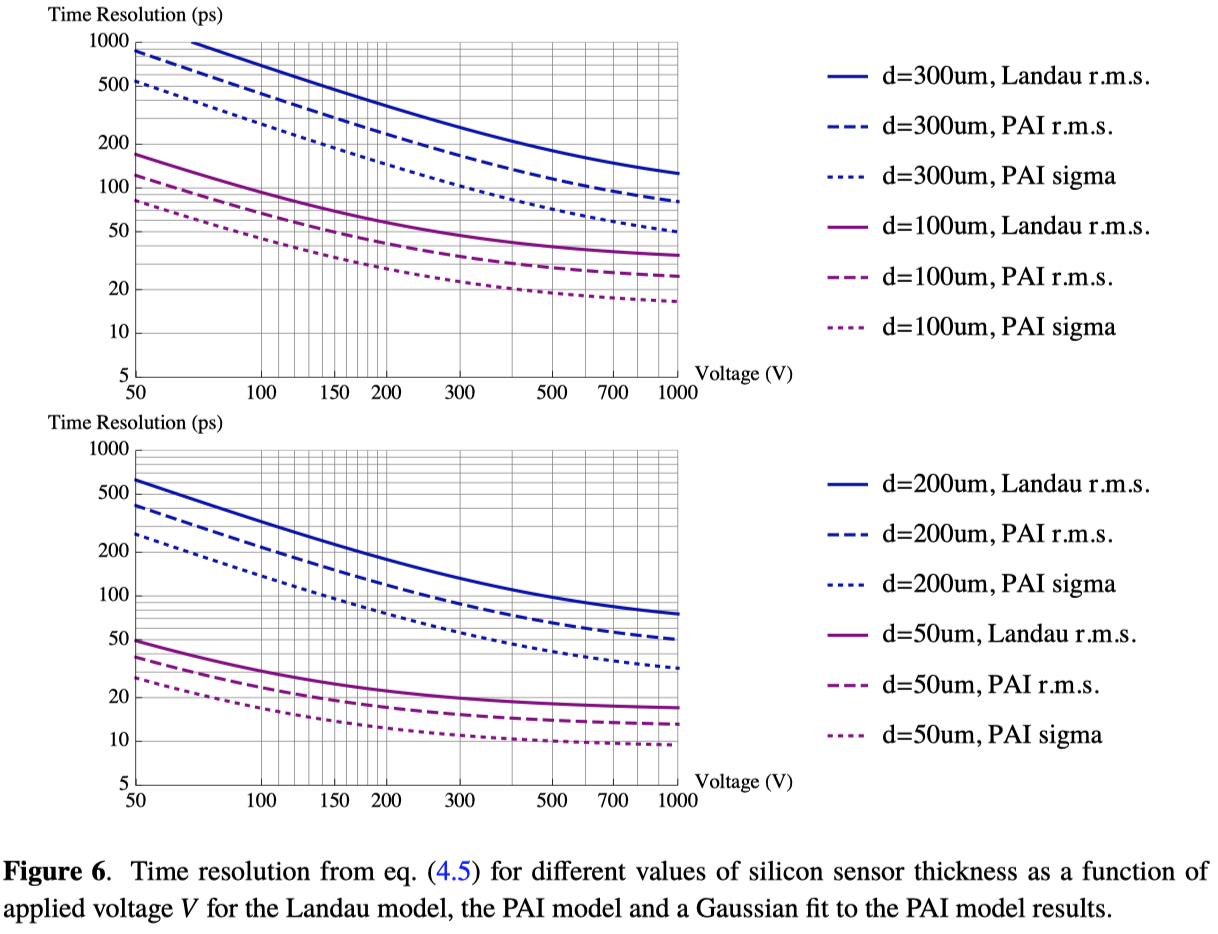 Time Resolution (ps)
1000
500
200
100
50
20
10
5
50 100 150 200 300 500 700 1000
Voltage (V)
d=300um, Landau r.m.s.
d=300um, PAI r.m.s.
d=300um, PAI sigma
d=100um, Landau r.m.s.
d=100um, PAI r.m.s.
d=100um, PAI sigma
Time Resolution (ps)
1000
500
200
100
50
20
10
5
50 100 150 200 300 500 700 1000
Voltage (V)
d=200um, Landau r.m.s.
d=200um, PAI r.m.s.
d=200um, PAI sigma
d=50um, Landau r.m.s.
d=50um, PAI r.m.s.
d=50um, PAI sigma
Figure 6. Time resolution from eq. (4.5) for different values of silicon sensor thickness as a function of
applied voltage V for the Landau model, the PAI model and a Gaussian fit to the PAI model results.